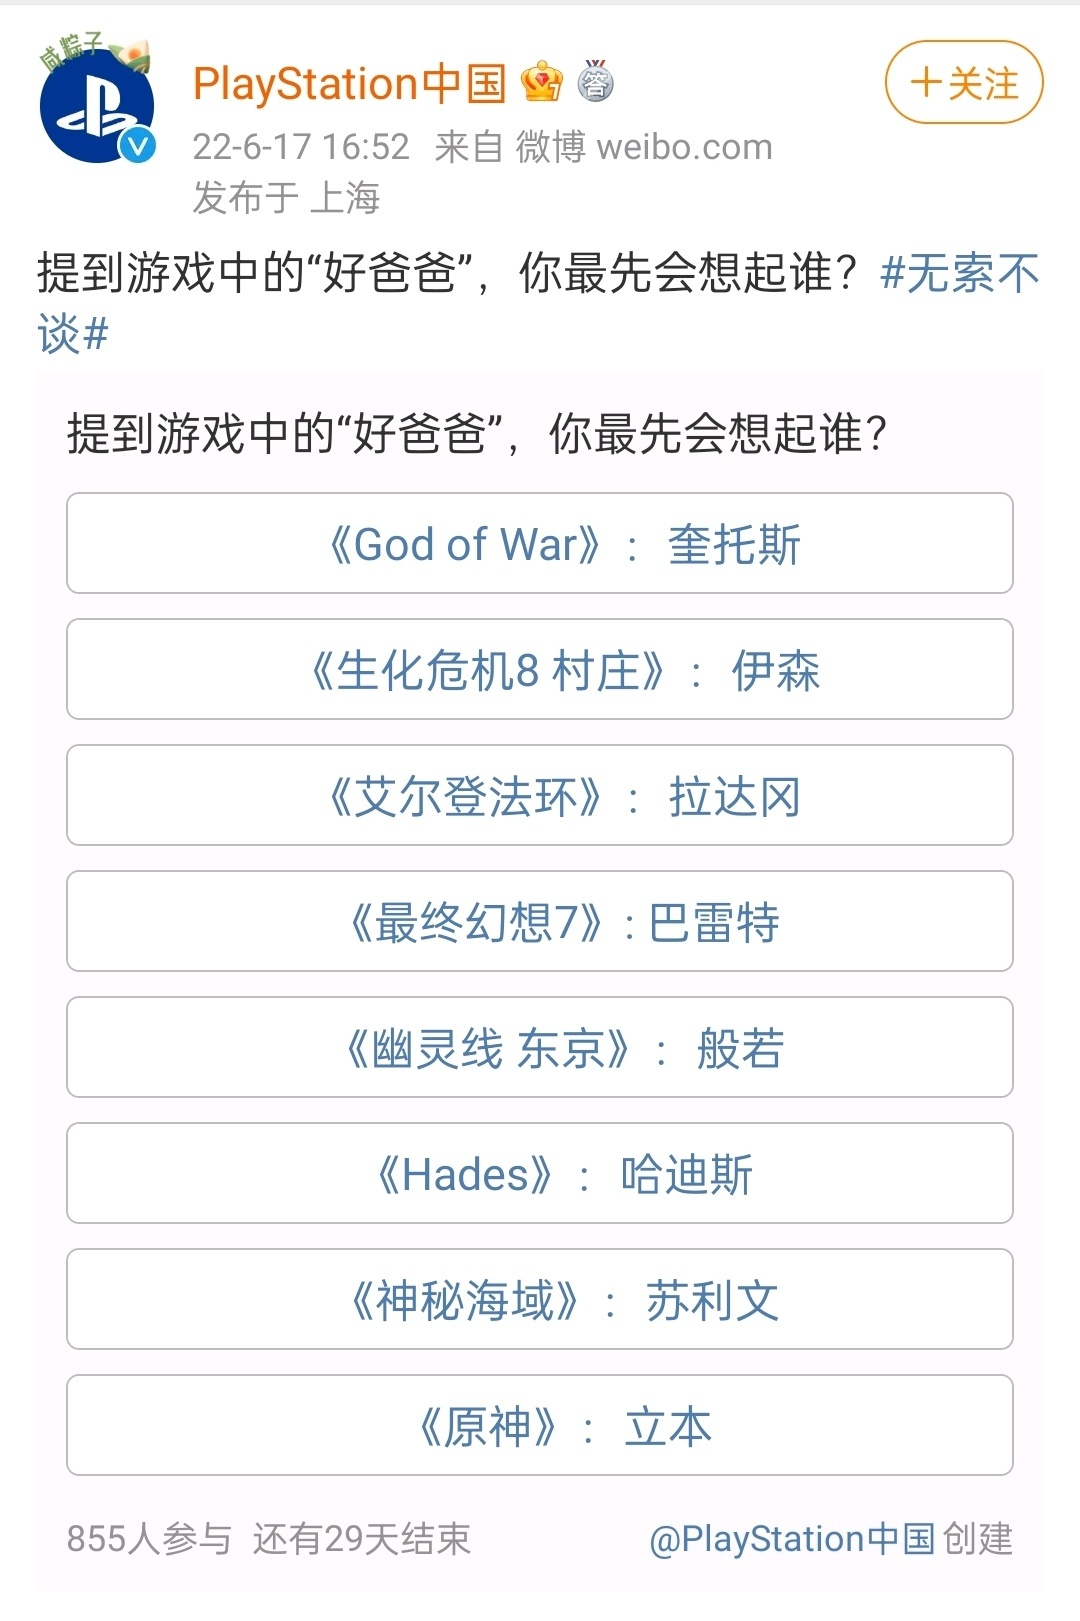 咸粽子
PlayStation中国
答
+关注
22-6-17 16:52 来自 微博 weibo.com
发布于 上海
提到游戏中的“好爸爸”，你最先会想起谁？#无索不
谈#
提到游戏中的“好爸爸”，你最先会想起谁？
《God of War》： 奎托斯
《生化危机8 村庄》： 伊森
《艾尔登法环》： 拉达冈
《最终幻想7》: 巴雷特
《幽灵线 东京》： 般若
《Hades》： 哈迪斯
《神秘海域》： 苏利文
《原神》： 立本
855人参与 还有29天结束 @PlayStation中国 创建